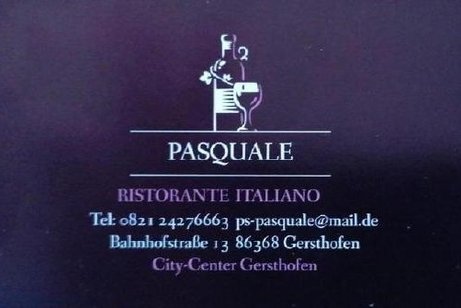 PASQUALE
RISTORANTE ITALIANO
Tel: 0821 24276663 ps-pasquale@mail.de
Bahnhofstraße 13 86368 Gersthofen
City-Center Gersthofen